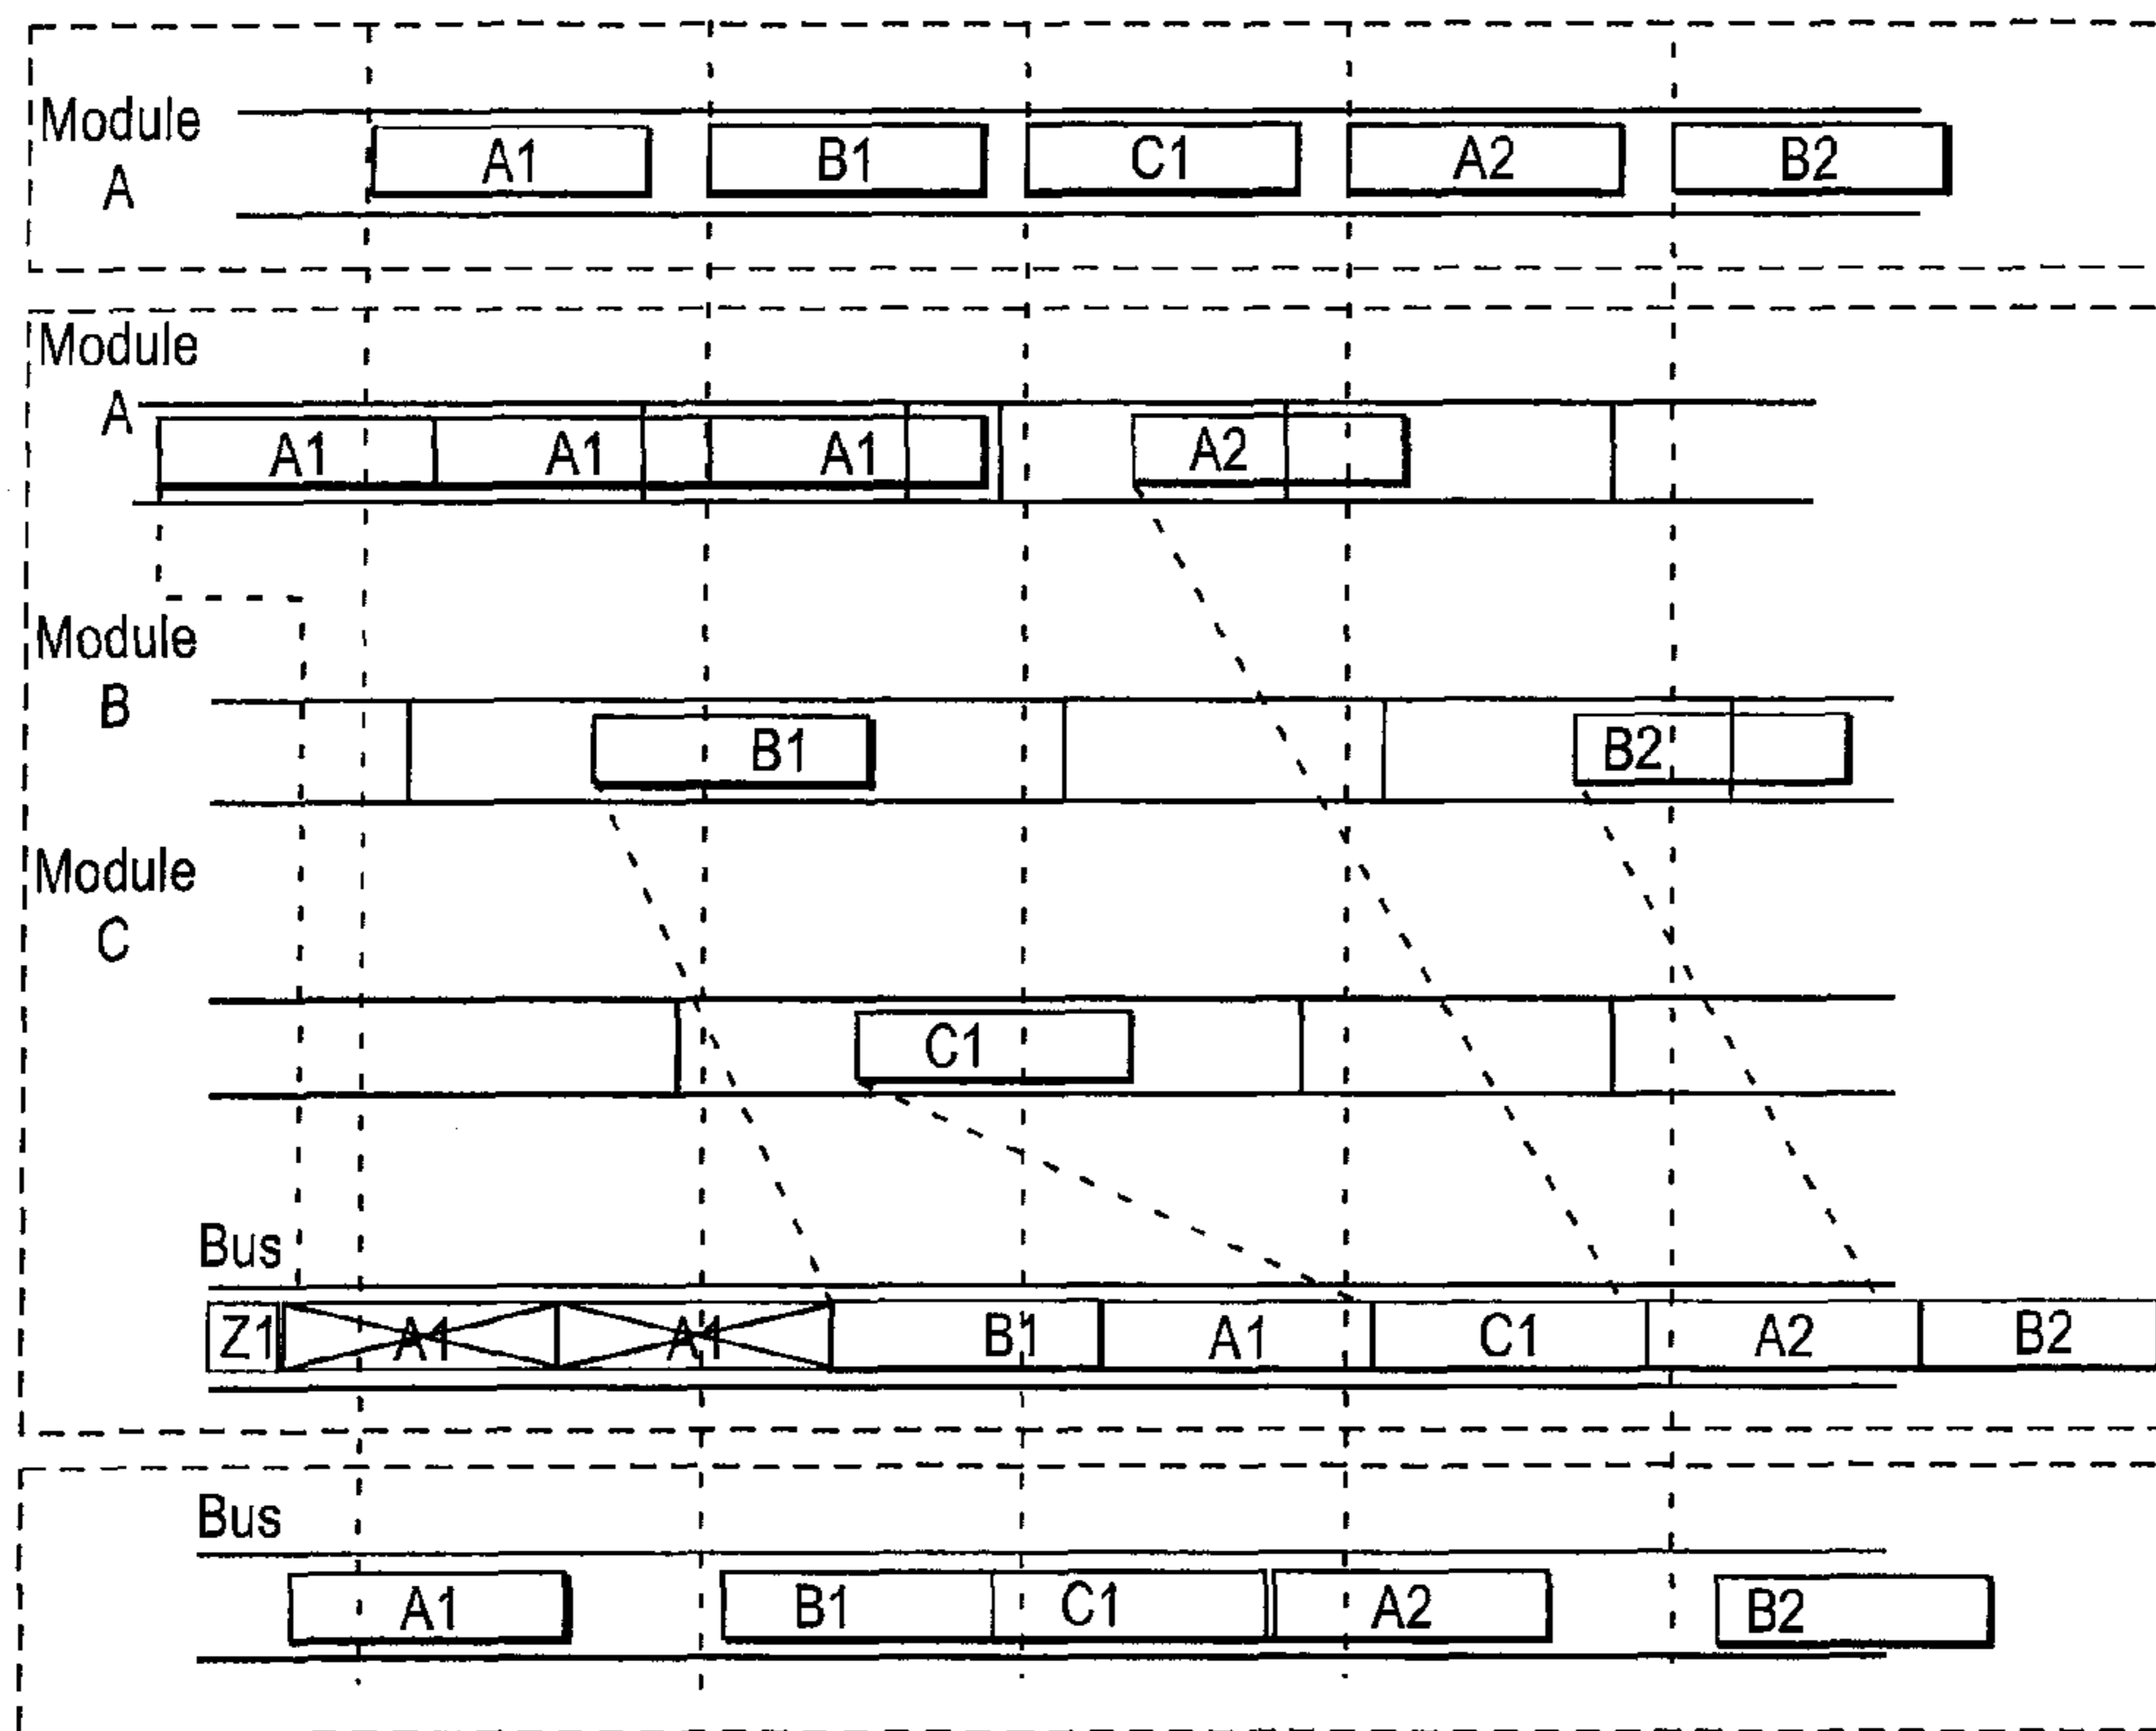 Module
A
A1 B1 C1 A2 B2
Module
A
A1 A1 A1 A2
Module
B
B1 B2
Module
C
C1
Bus
Z1 A1 A1 B1 A1 C1 A2 B2
Bus
A1 B1 C1 A2 B2